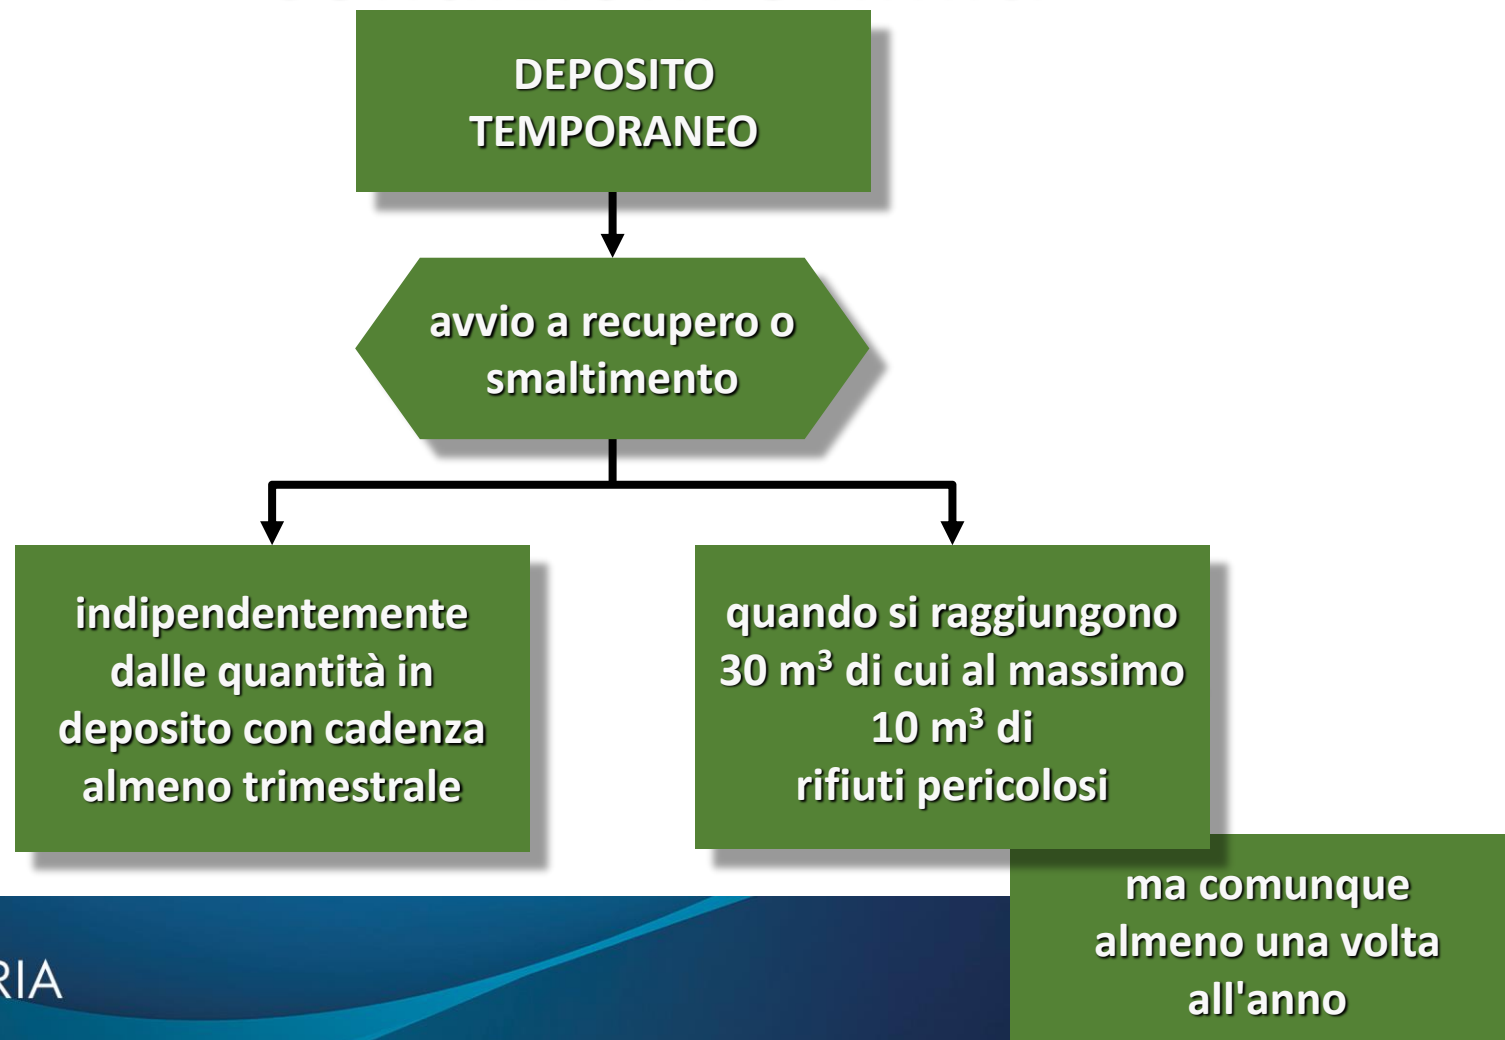 DEPOSITO
TEMPORANEO
avvio a recupero o
smaltimento
indipendentemente
dalle quantità in
deposito con cadenza
almeno trimestrale
quando si raggiungono
30 m³ di cui al massimo
10 m³ di
rifiuti pericolosi
ma comunque
almeno una volta
all'anno
RIA